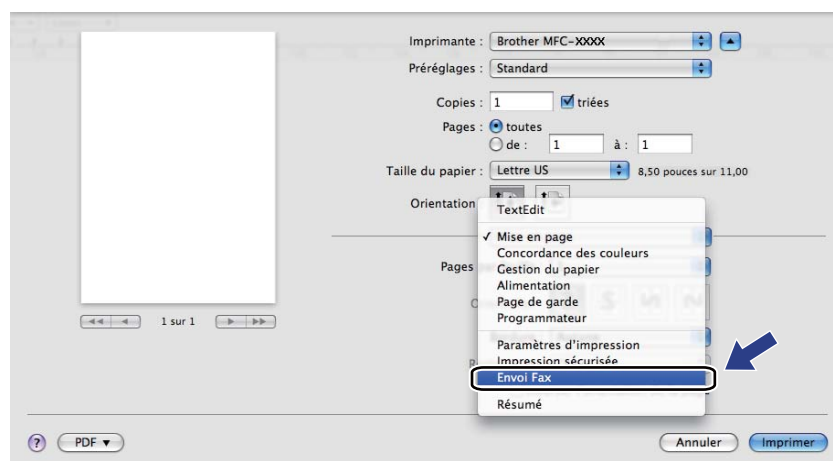 Imprimante : Brother MFC-XXXX
Préréglages : Standard
Copies : 1 triées
Pages : toutes
de : 1 à : 1
Taille du papier : Lettre US 8,50 pouces sur 11,00
Orientation
TextEdit
✓ Mise en page
Concordance des couleurs
Pages
Gestion du papier
Alimentation
Page de garde
Programmateur
1 sur 1
Paramètres d'impression
Impression sécurisée
Envoi Fax
Résumé
? PDF ▼ Annuler Imprimer